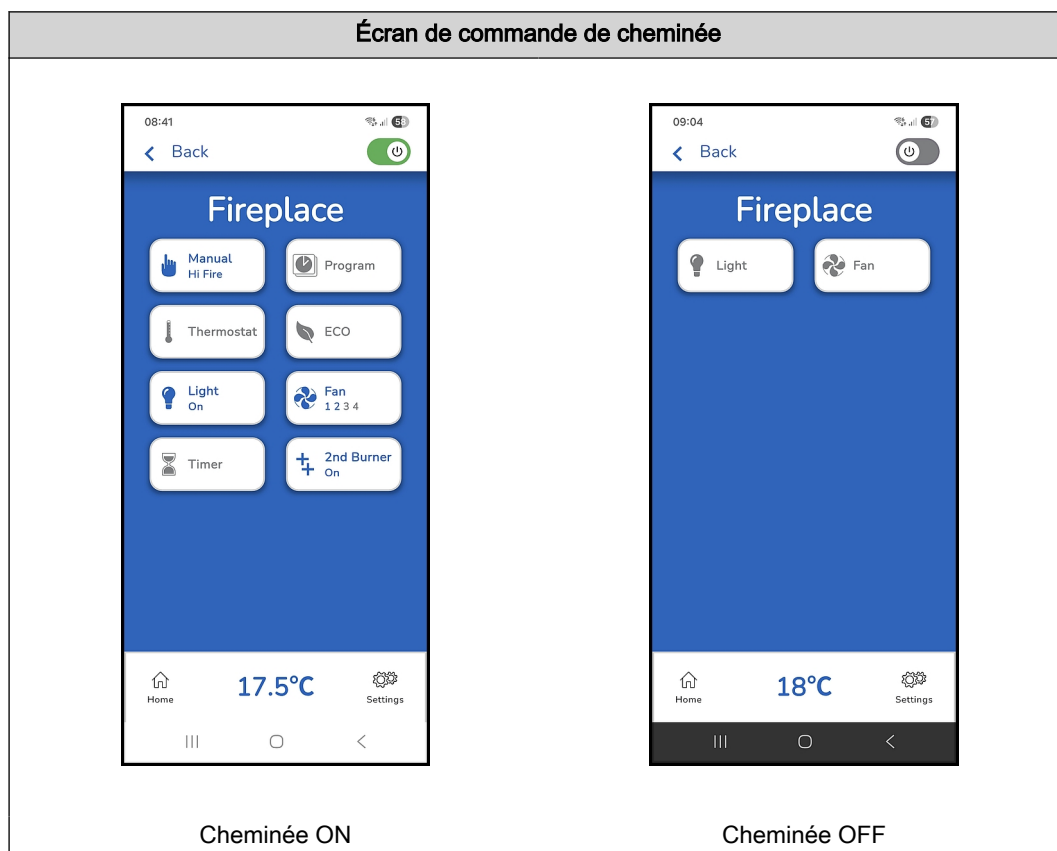 Écran de commande de cheminée
08:41
58
Back
Fireplace
Manual
Hi Fire
Program
Thermostat
ECO
Light
On
Fan
1 2 3 4
Timer
2nd Burner
On
Home
17.5°C
Settings
Cheminée ON
09:04
57
Back
Fireplace
Light
Fan
Home
18°C
Settings
Cheminée OFF